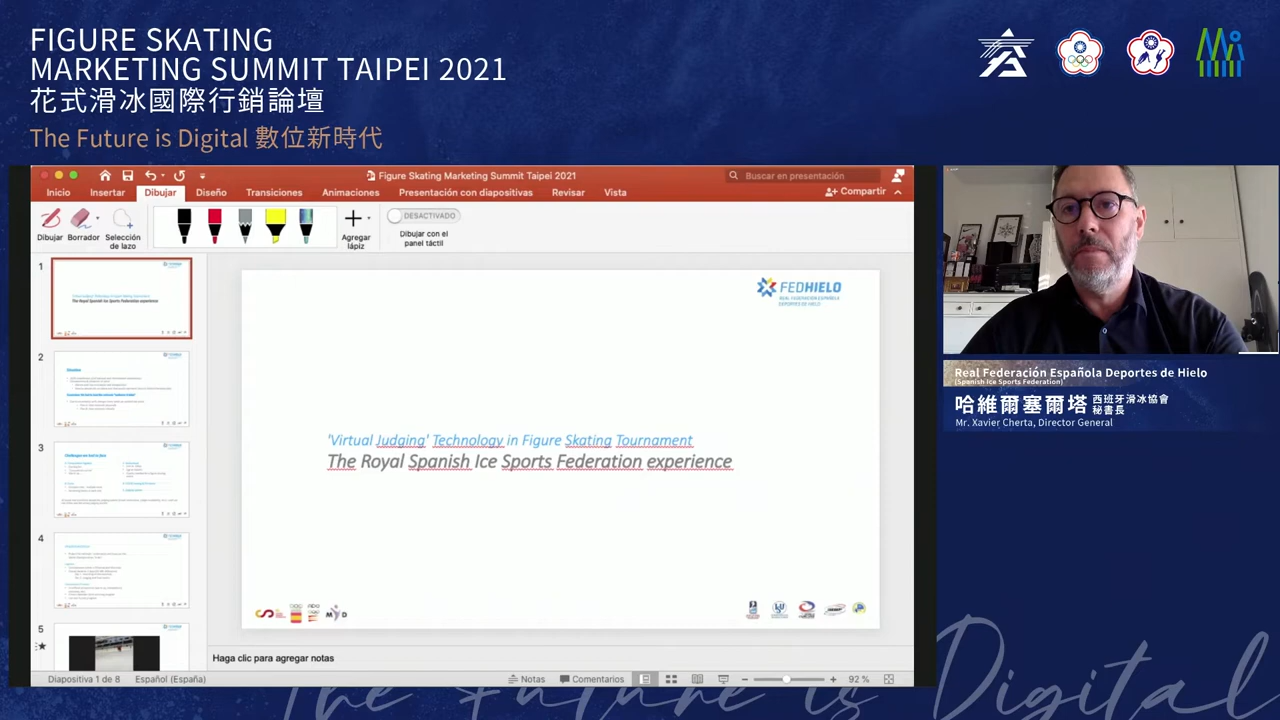 FIGURE SKATING
MARKETING SUMMIT TAIPEI 2021
花式滑冰國際行銷論壇
The Future is Digital 數位新時代
Figure Skating Marketing Summit Taipei 2021
Buscar en presentación
Inicio Insertar Dibujar Diseño Transiciones Animaciones Presentación con diapositivas Revisar Vista
Compartir
Dibujar Borrador Selección de lazo
Agregar lápiz
DESACTIVADO
Dibujar con el panel táctil
1
2
3
4
5
FEDHIELO
REAL FEDERACIÓN ESPAÑOLA
DEPORTES DE HIELO
'Virtual Judging' Technology in Figure Skating Tournament
The Royal Spanish Ice Sports Federation experience
Haga clic para agregar notas
Diapositiva 1 de 8 Español (España) Notas Comentarios 92 %
Real Federación Española Deportes de Hielo
(Spanish Ice Sports Federation)
哈維爾塞爾塔 西班牙滑冰協會
秘書長
Mr. Xavier Cherta, Director General
The Future is Digital